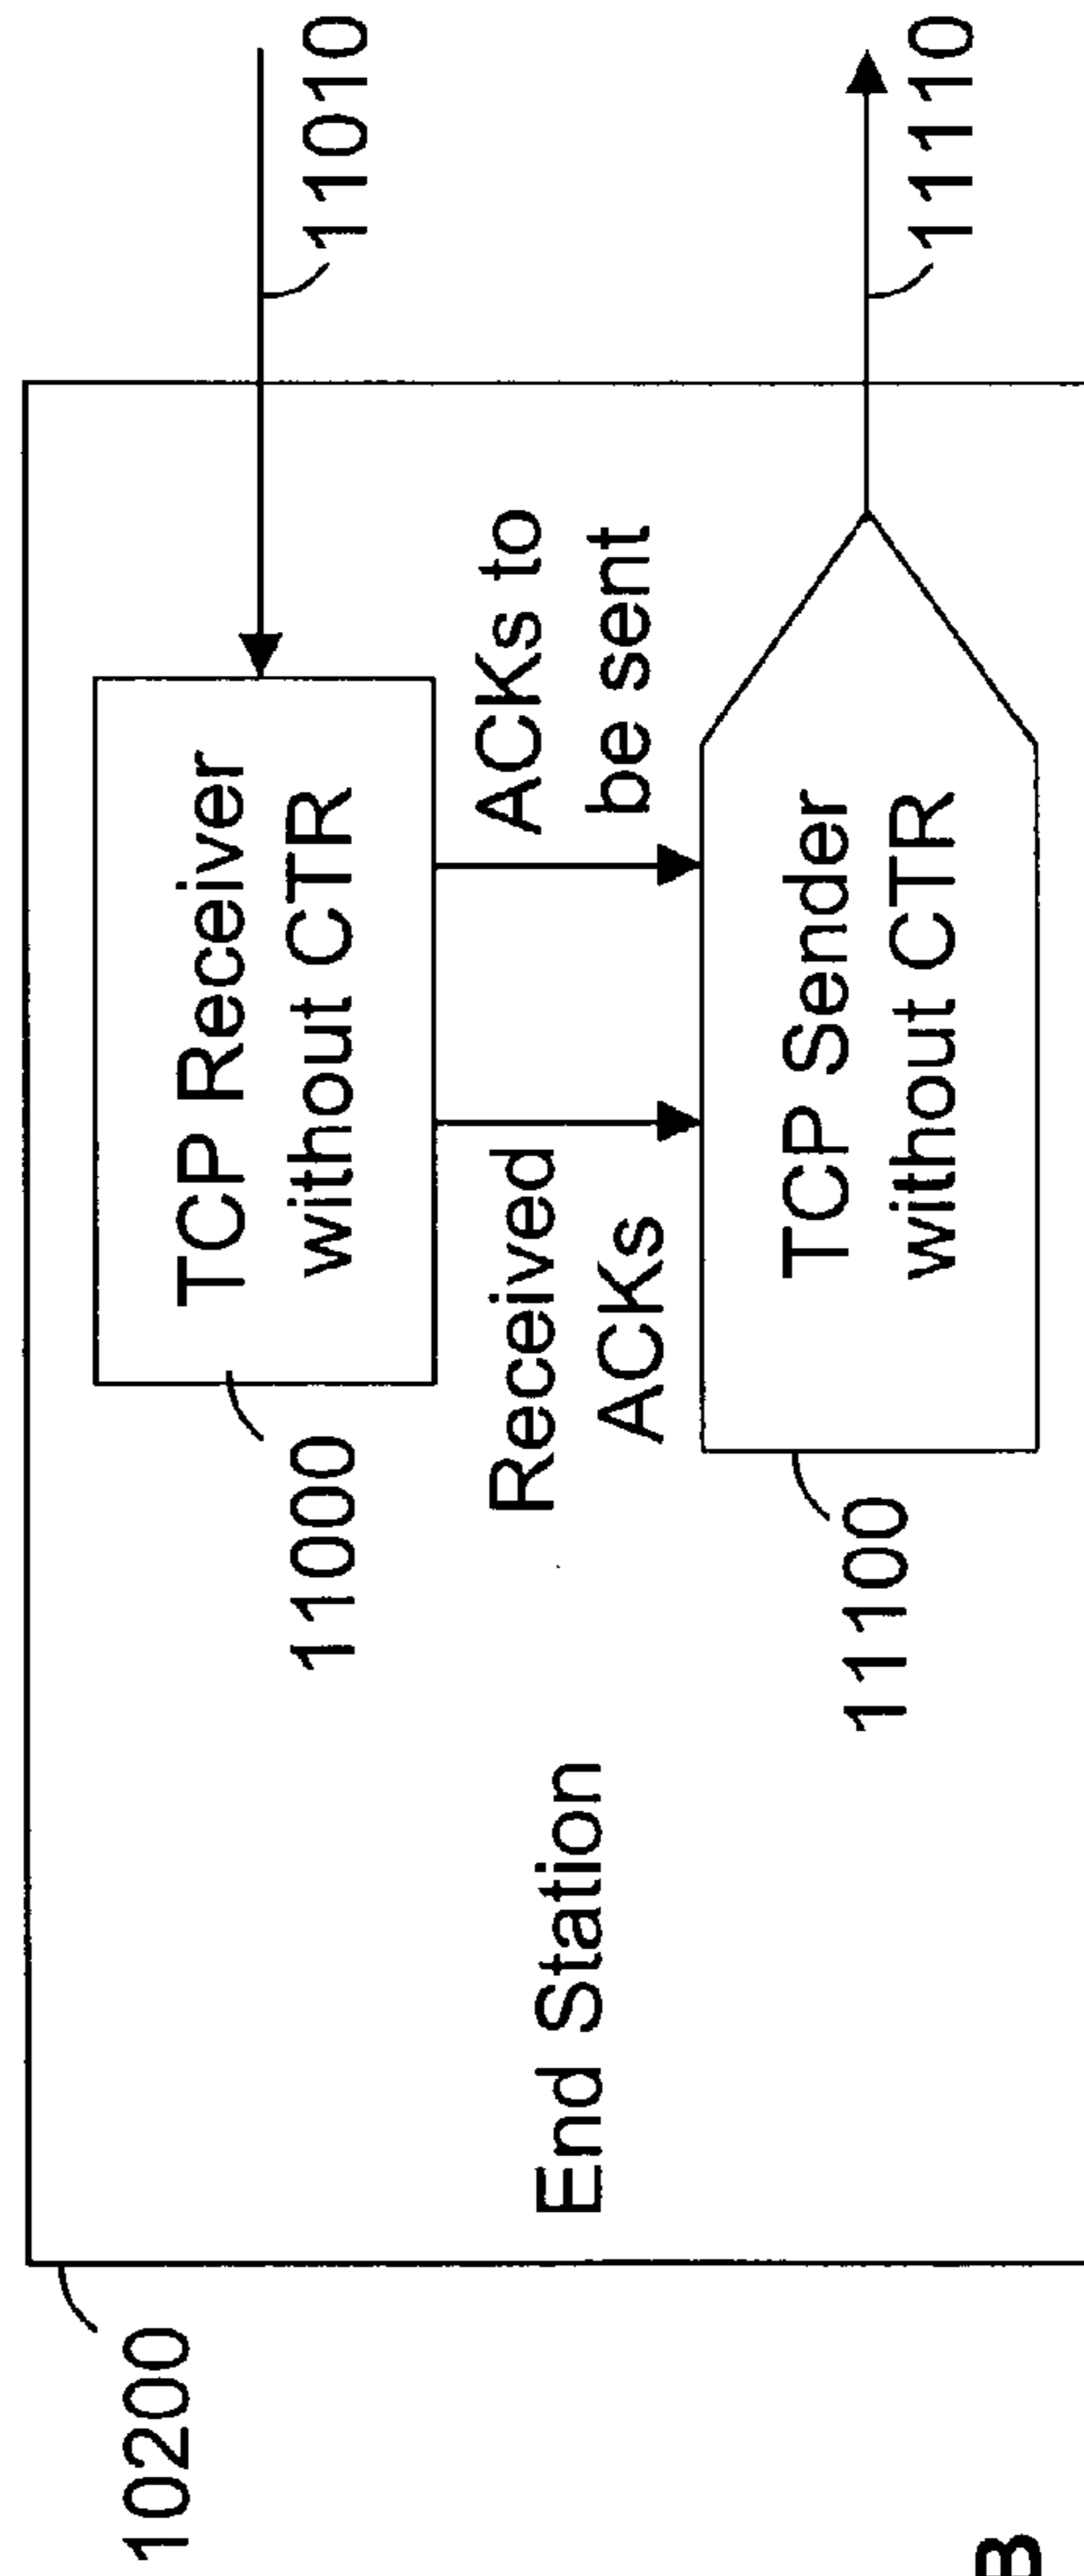 10200
TCP Receiver
without CTR
11000
11010
End Station
Received
ACKs
ACKs to
be sent
TCP Sender
without CTR
11100
11110
B